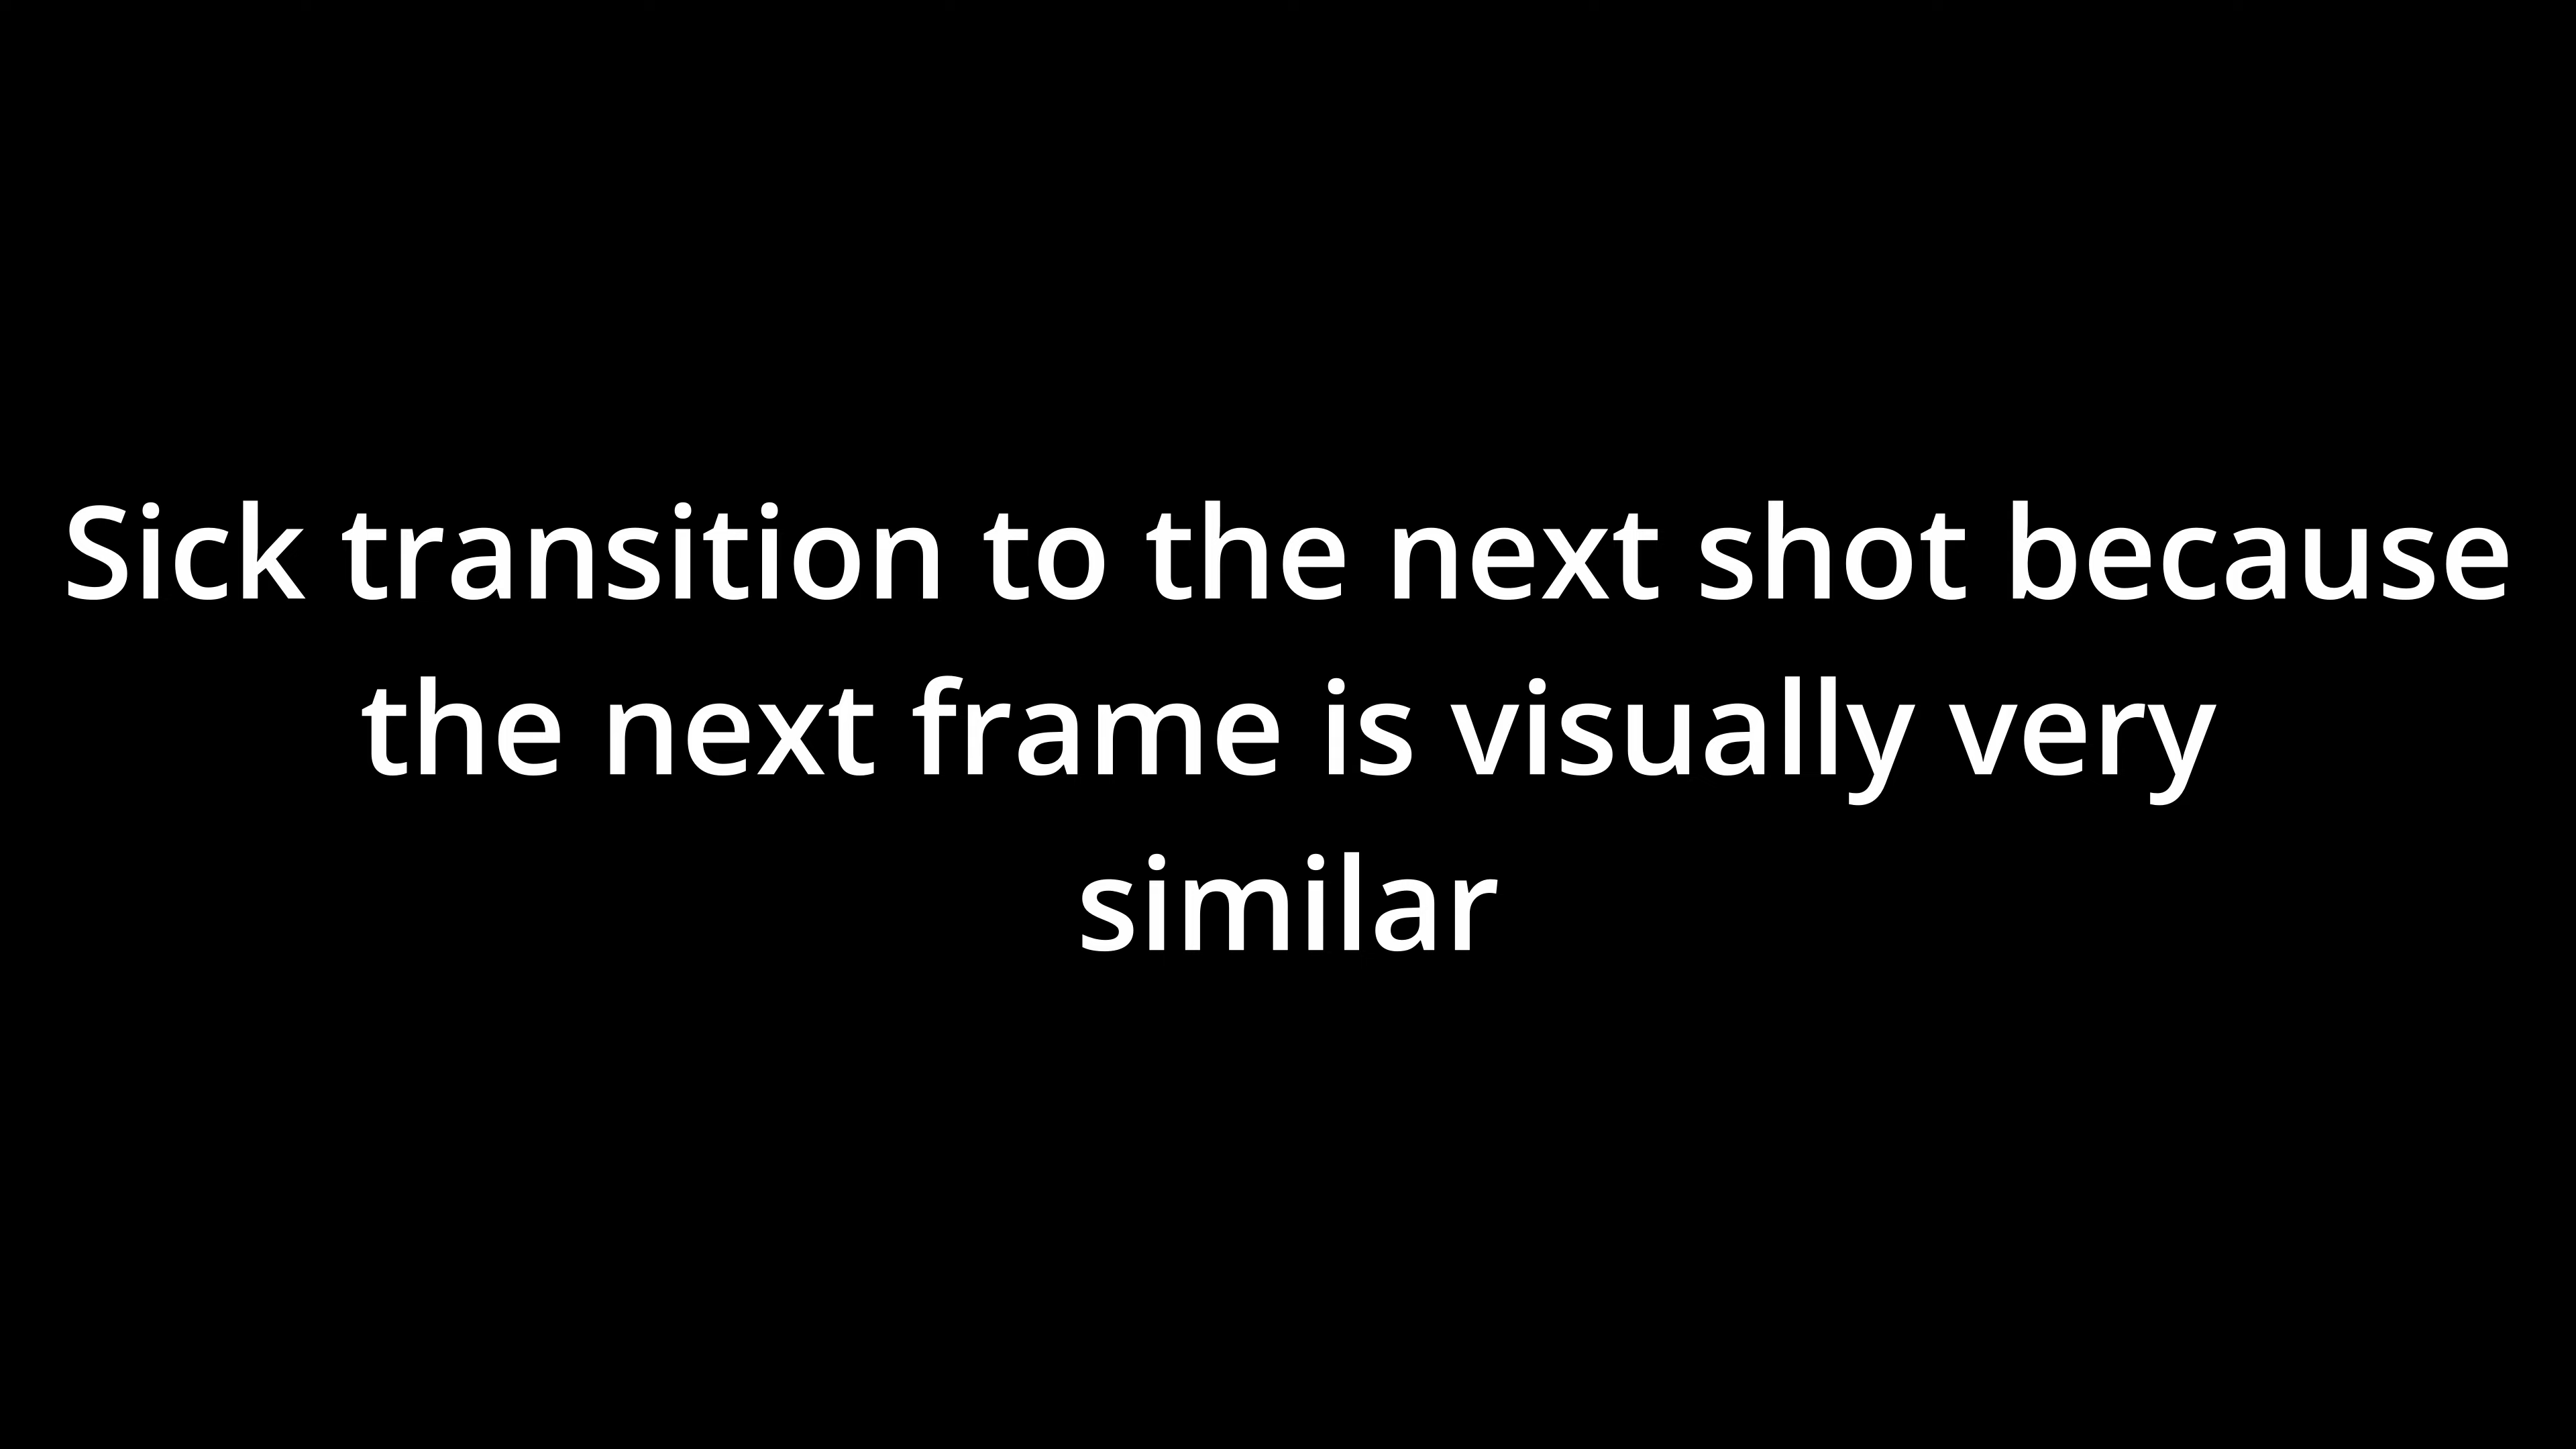 Sick transition to the next shot because
the next frame is visually very
similar